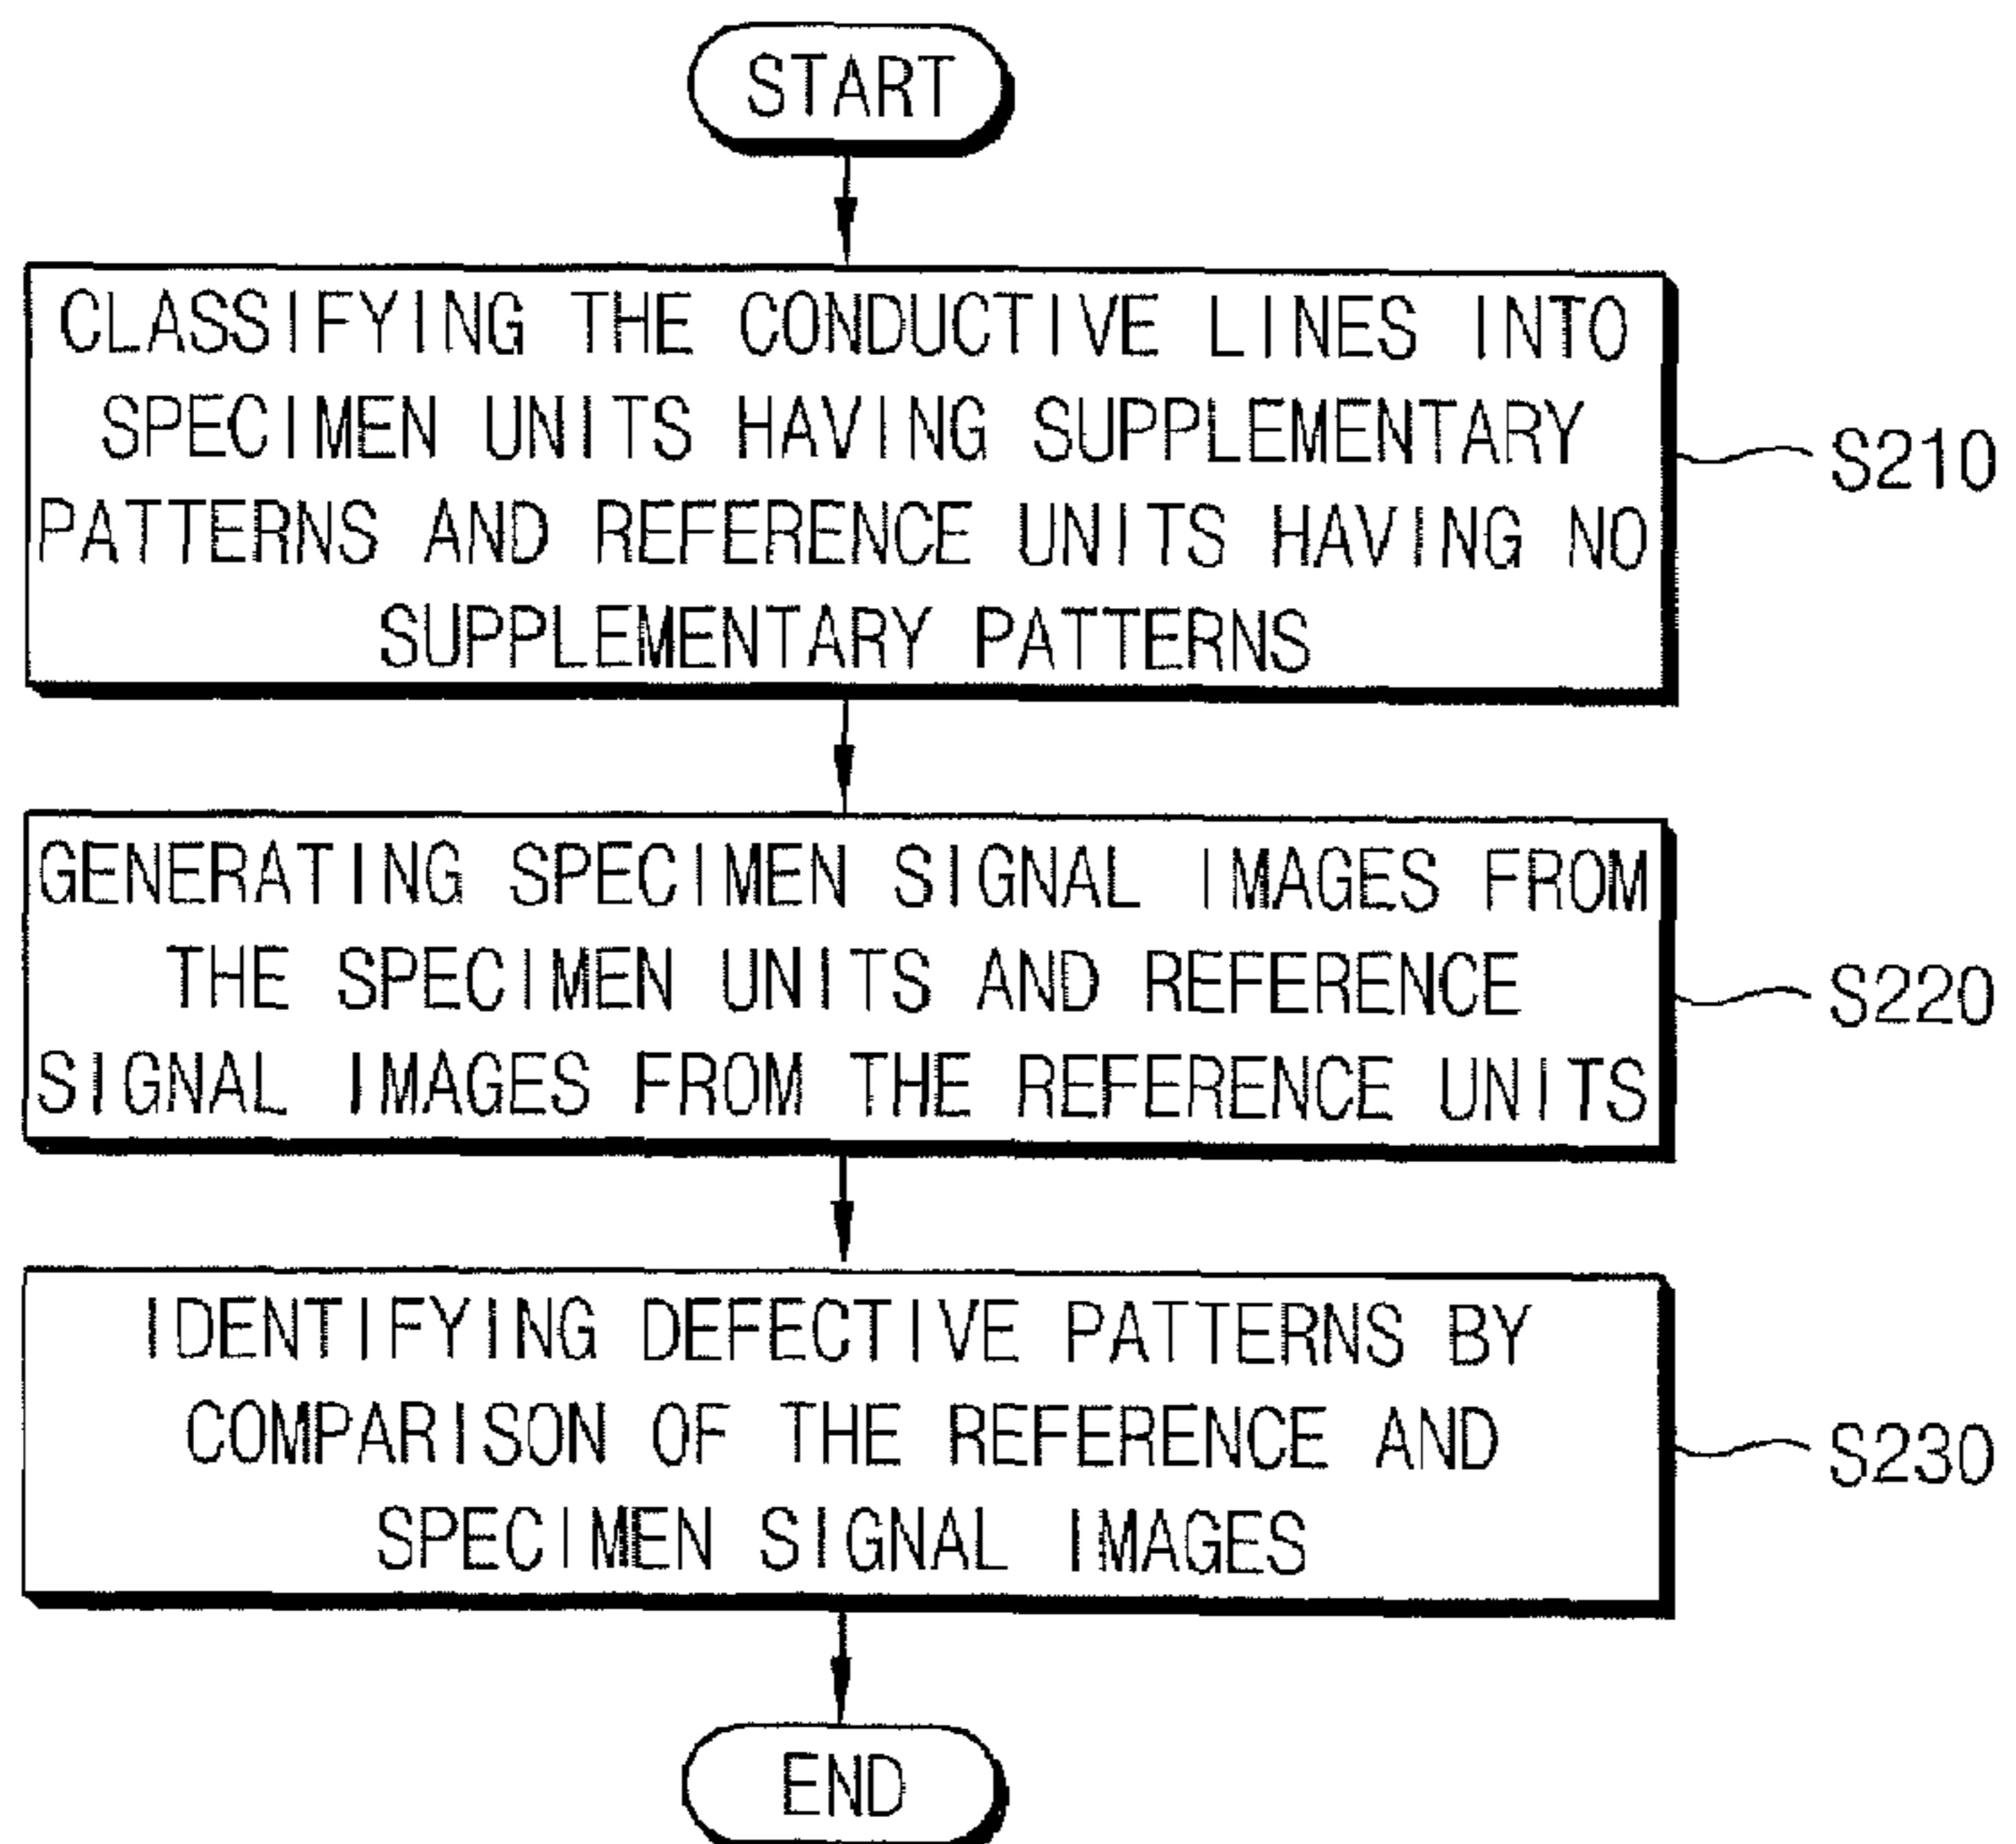 START
CLASSIFYING THE CONDUCTIVE LINES INTO
SPECIMEN UNITS HAVING SUPPLEMENTARY
PATTERNS AND REFERENCE UNITS HAVING NO
SUPPLEMENTARY PATTERNS
S210
GENERATING SPECIMEN SIGNAL IMAGES FROM
THE SPECIMEN UNITS AND REFERENCE
SIGNAL IMAGES FROM THE REFERENCE UNITS
S220
IDENTIFYING DEFECTIVE PATTERNS BY
COMPARISON OF THE REFERENCE AND
SPECIMEN SIGNAL IMAGES
S230
END